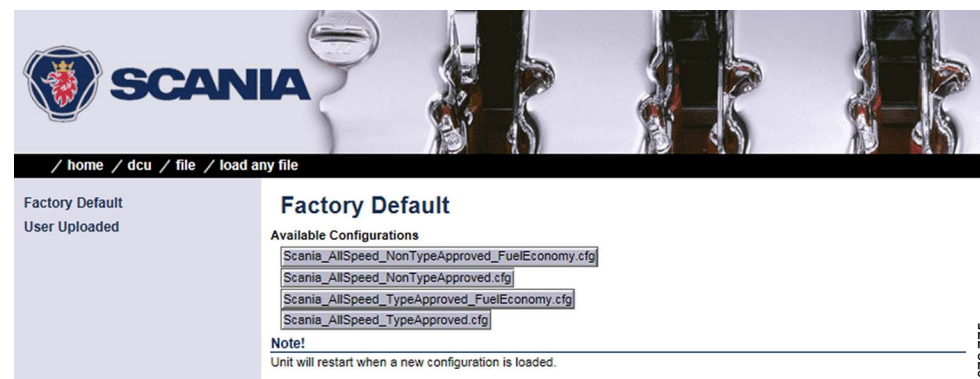 SCANIA
/ home / dcu / file / load any file
Factory Default
User Uploaded
Factory Default
Available Configurations
Scania_AllSpeed_NonTypeApproved_FuelEconomy.cfg
Scania_AllSpeed_NonTypeApproved.cfg
Scania_AllSpeed_TypeApproved_FuelEconomy.cfg
Scania_AllSpeed_TypeApproved.cfg
Note!
Unit will restart when a new configuration is loaded.